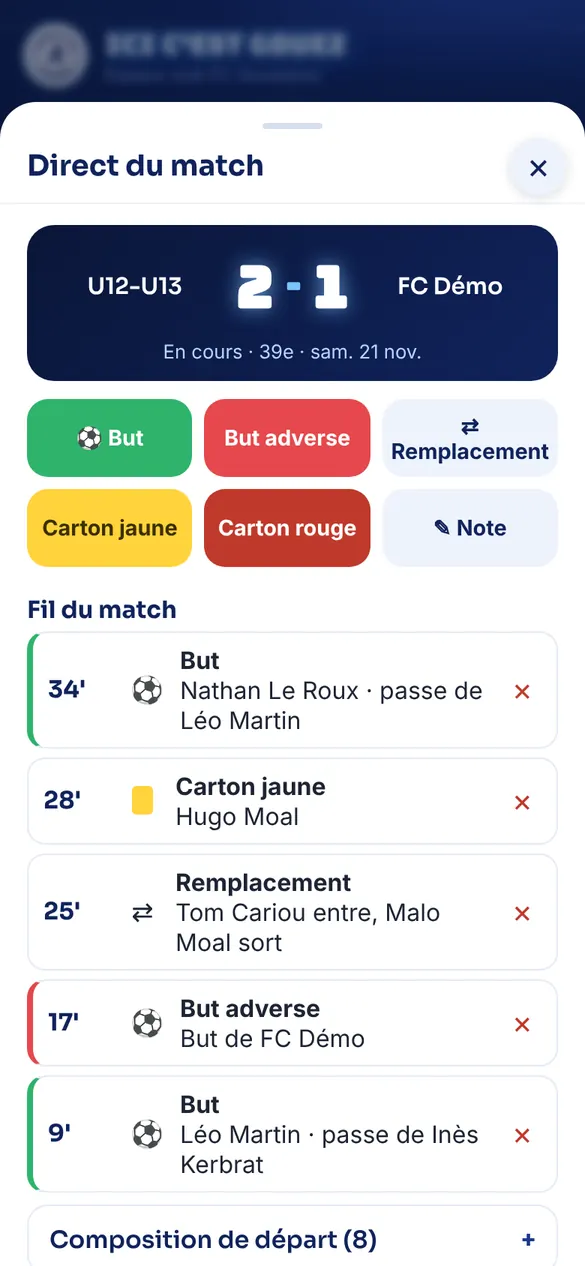 ICI C'EST GOUEZ
Direct du match
U12-U13
2 - 1
FC Démo
En cours · 39e · sam. 21 nov.
⚽ But
But adverse
⇄
Remplacement
Carton jaune
Carton rouge
✎ Note
Fil du match
34'
But
Nathan Le Roux · passe de
Léo Martin
28'
Carton jaune
Hugo Moal
25'
Remplacement
Tom Cariou entre, Malo
Moal sort
17'
But adverse
But de FC Démo
9'
But
Léo Martin · passe de Inès
Kerbrat
Composition de départ (8)
+